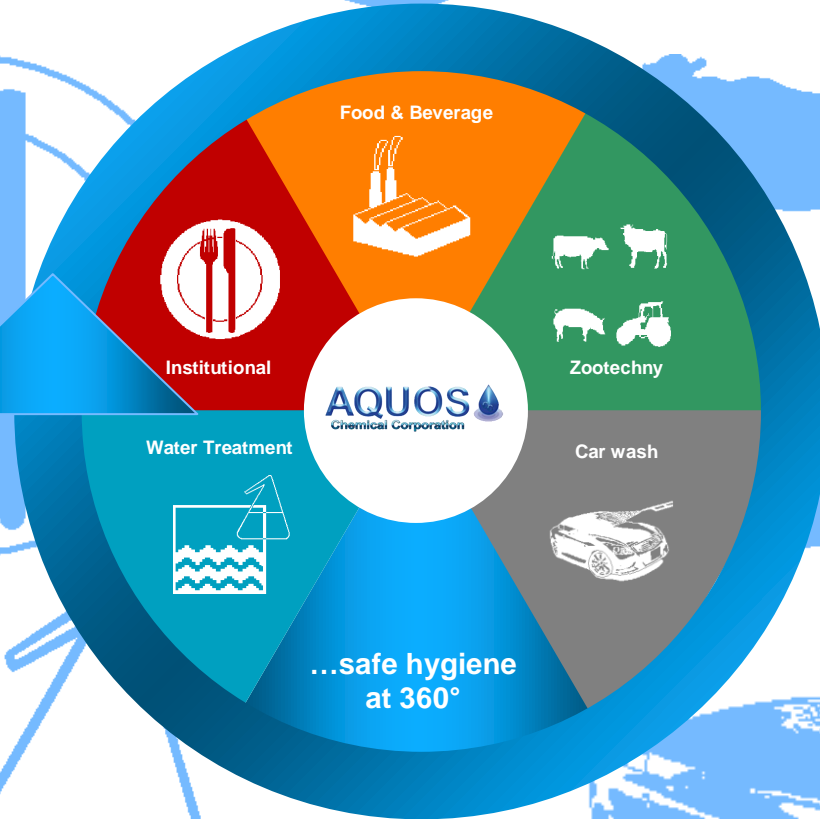 Food & Beverage
Institutional
Zootechny
AQUOS
Chemical Corporation
Water Treatment
Car wash
...safe hygiene
at 360°